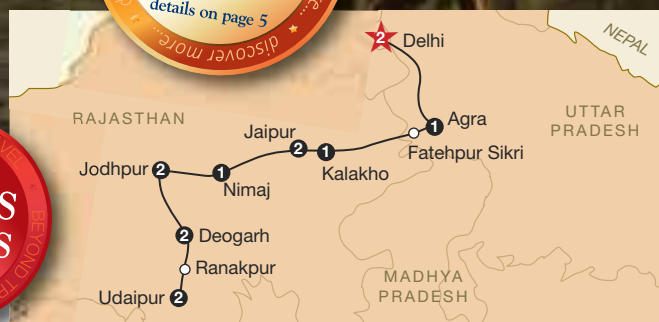 details on page 5
discover more
NEPAL
2 Delhi
RAJASTHAN
UTTAR
PRADESH
1 Agra
Fatehpur Sikri
Jaipur 2
1 Kalakho
Jodhpur 2
1 Nimaj
2 Deogarh
Ranakpur
Udaipur 2
MADHYA
PRADESH
S
S
BEYOND